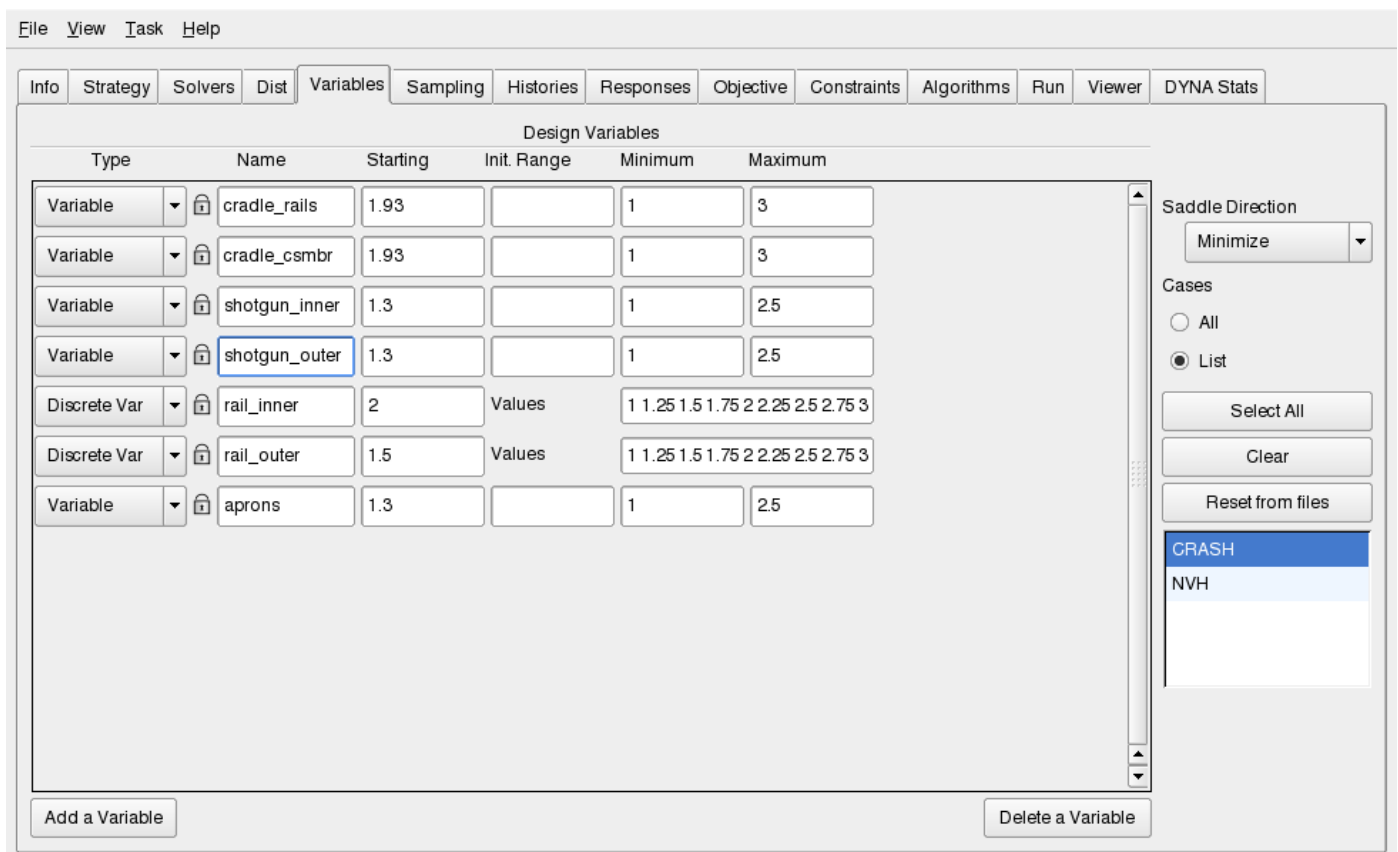 File View Task Help
Info Strategy Solvers Dist Variables Sampling Histories Responses Objective Constraints Algorithms Run Viewer DYNA Stats
Design Variables
Type Name Starting Init. Range Minimum Maximum
Variable cradle_rails 1.93 1 3
Variable cradle_csmbr 1.93 1 3
Variable shotgun_inner 1.3 1 2.5
Variable shotgun_outer 1.3 1 2.5
Discrete Var rail_inner 2 Values 1 1.25 1.5 1.75 2 2.25 2.5 2.75 3
Discrete Var rail_outer 1.5 Values 1 1.25 1.5 1.75 2 2.25 2.5 2.75 3
Variable aprons 1.3 1 2.5
Saddle Direction
Minimize
Cases
All
List
Select All
Clear
Reset from files
CRASH
NVH
Add a Variable Delete a Variable